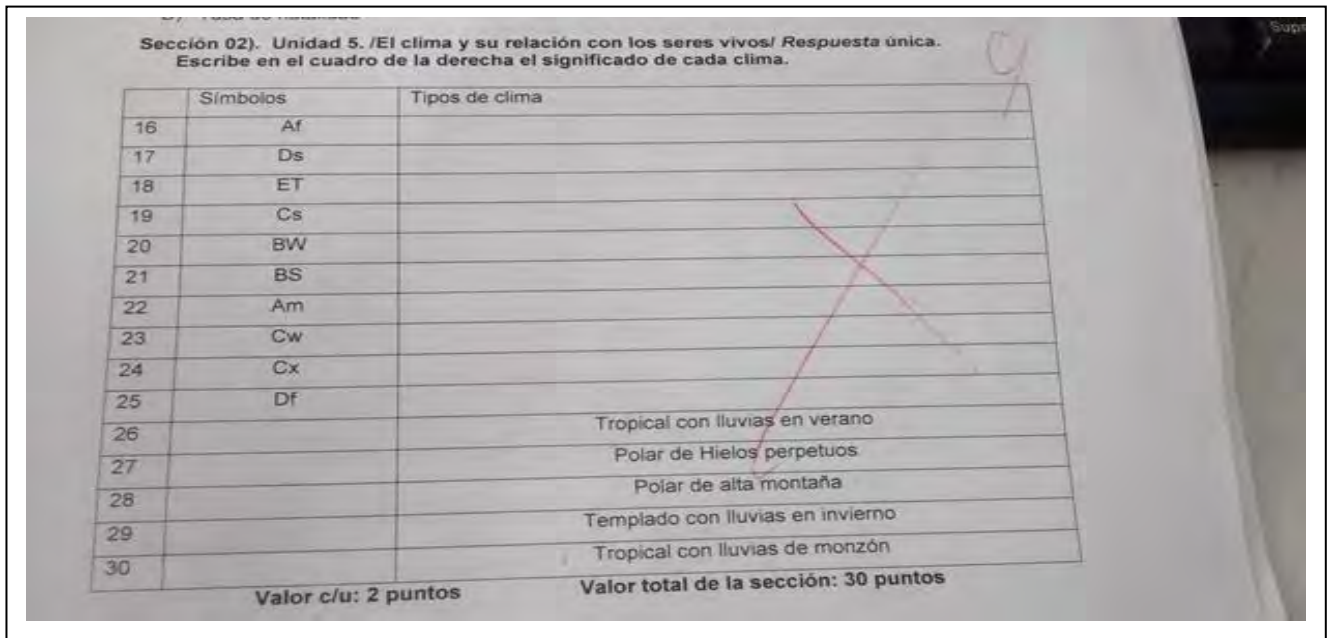 Sección 02). Unidad 5. /El clima y su relación con los seres vivos/ Respuesta única.
Escribe en el cuadro de la derecha el significado de cada clima.
Símbolos Tipos de clima
16 Af
17 Ds
18 ET
19 Cs
20 BW
21 BS
22 Am
23 Cw
24 Cx
25 Df
26 Tropical con lluvias en verano
27 Polar de Hielos perpetuos
28 Polar de alta montaña
29 Templado con lluvias en invierno
30 Tropical con lluvias de monzón
Valor c/u: 2 puntos Valor total de la sección: 30 puntos